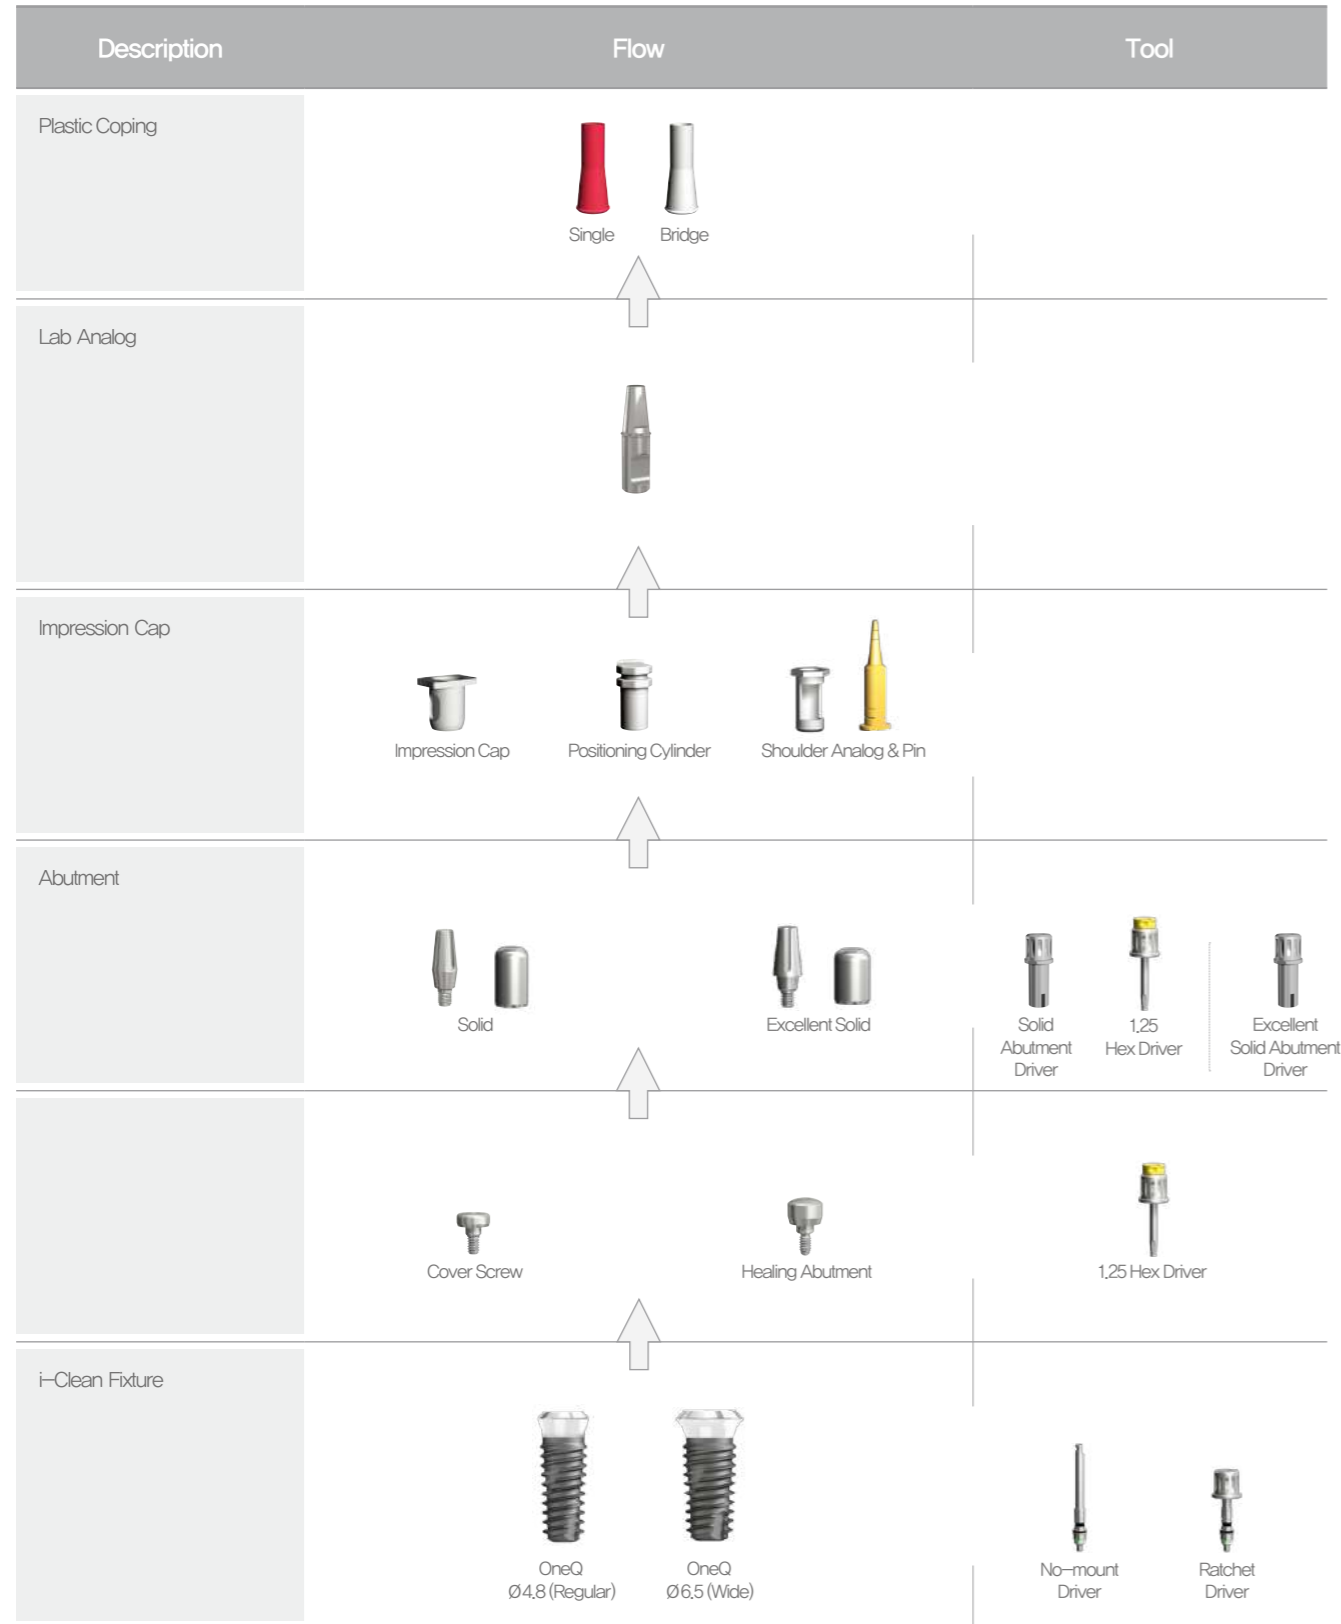 Description Flow Tool
Plastic Coping
Single Bridge
Lab Analog
Impression Cap
Impression Cap Positioning Cylinder Shoulder Analog & Pin
Abutment
Solid Excellent Solid
Solid
Abutment
Driver
1.25
Hex Driver
Excellent
Solid Abutment
Driver
Cover Screw Healing Abutment 1.25 Hex Driver
i-Clean Fixture
OneQ
Ø4.8 (Regular)
OneQ
Ø6.5 (Wide)
No-mount
Driver
Ratchet
Driver